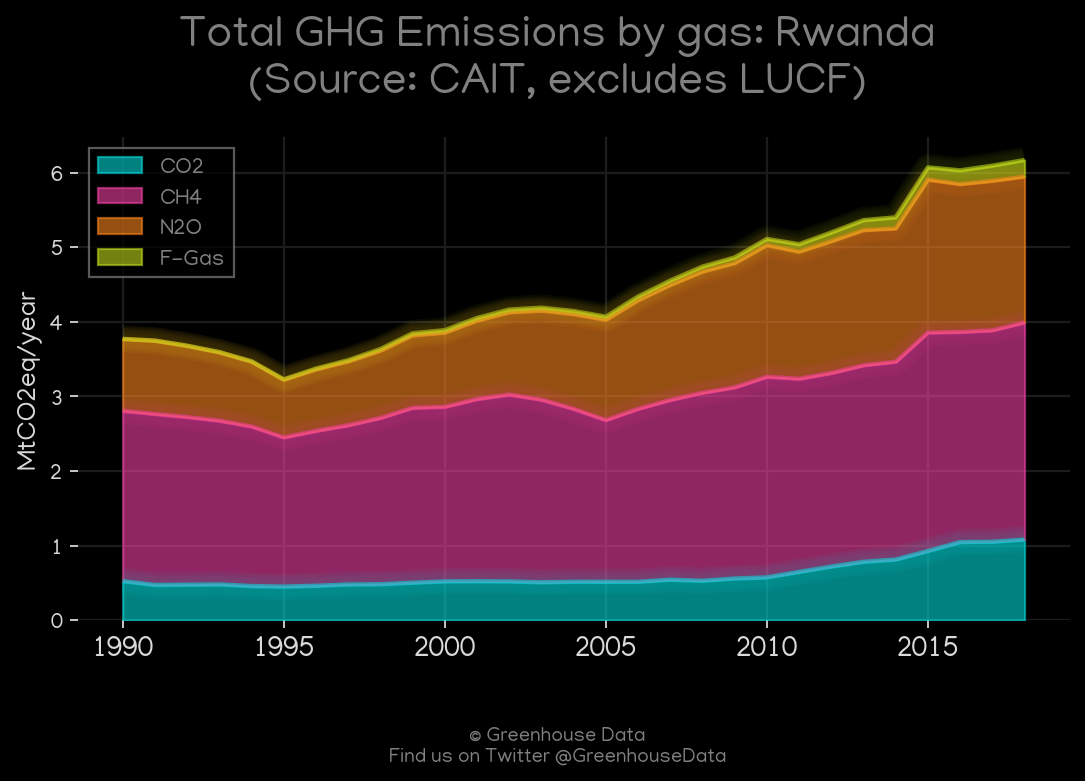 Total GHG Emissions by gas: Rwanda
(Source: CAIT, excludes LUCF)
CO2
CH4
N2O
F-Gas
MtCO2eq/year
6
5
4
3
2
1
0
1990 1995 2000 2005 2010 2015
© Greenhouse Data
Find us on Twitter @GreenhouseData